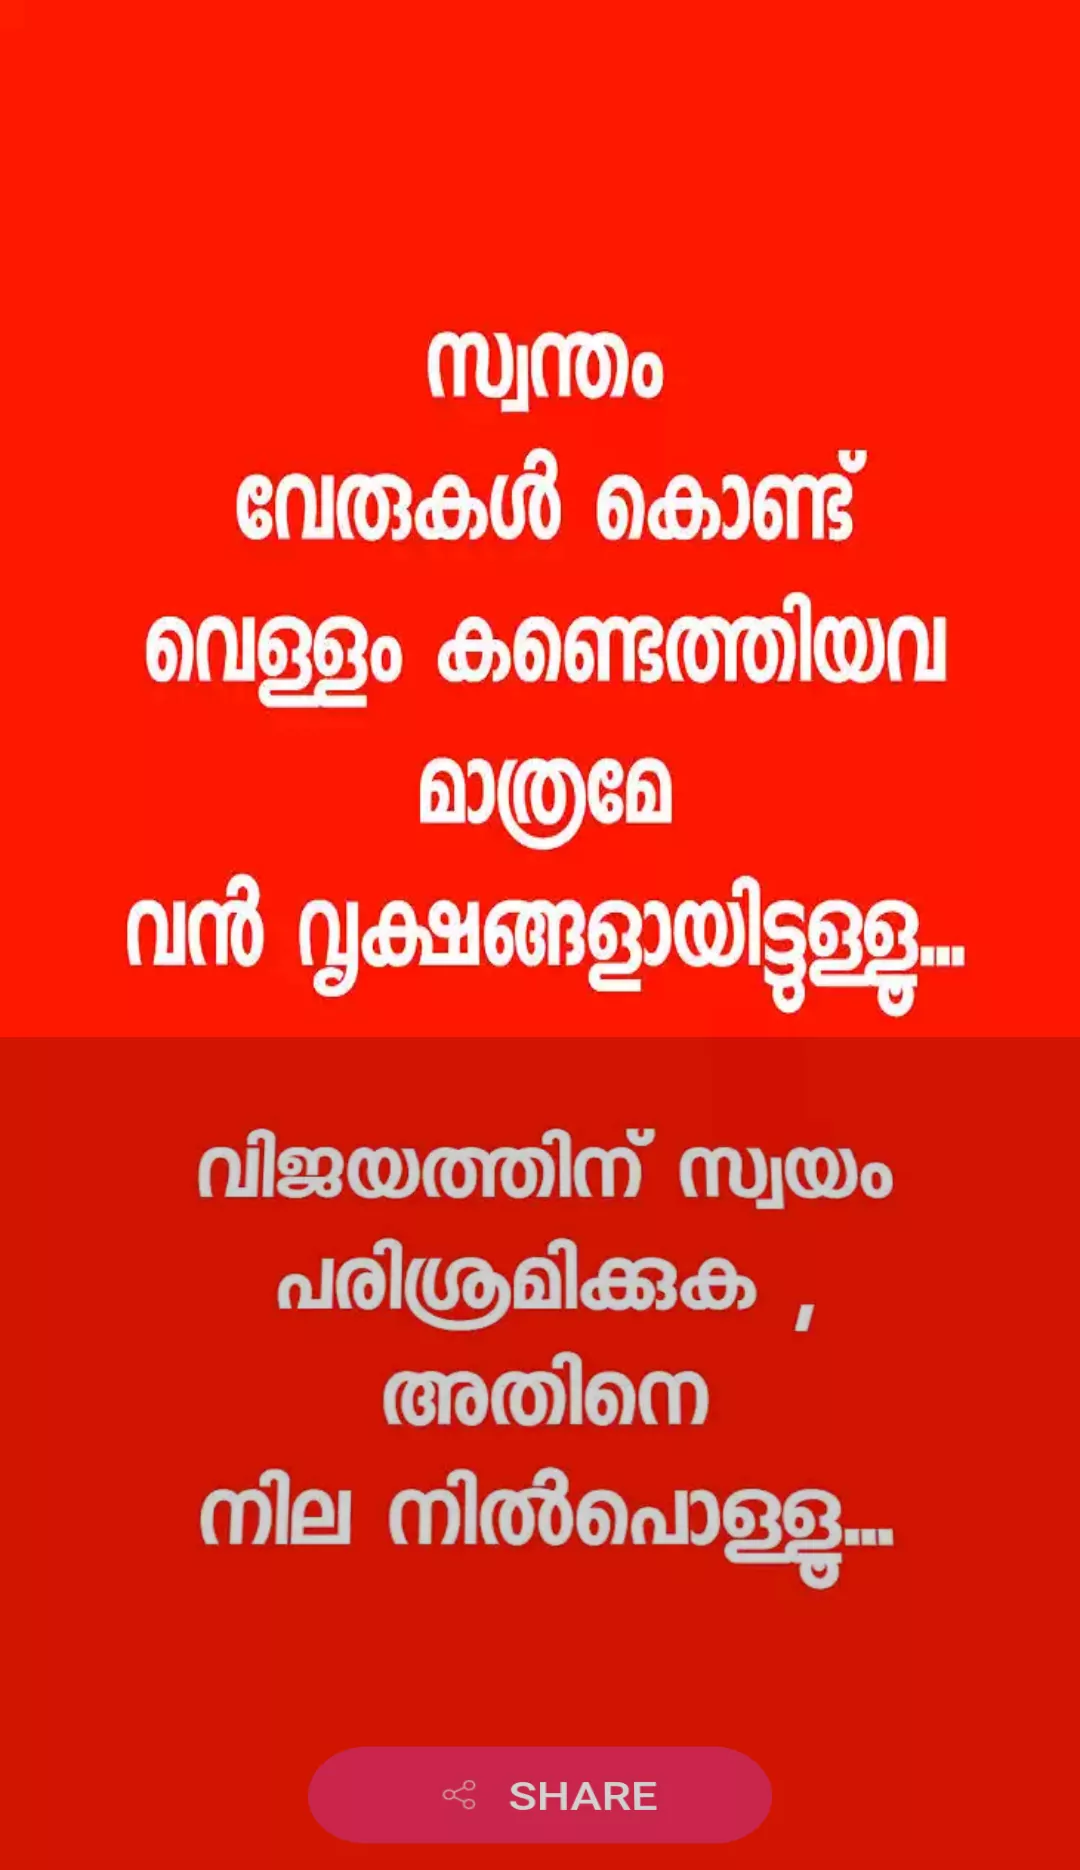 സ്വന്തം
വേരുകൾ കൊണ്ട്
വെള്ളം കണ്ടെത്തിയവ
മാത്രമേ
വൻ വൃക്ഷങ്ങളായിട്ടുള്ളൂ...
വിജയത്തിന് സ്വയം
പരിശ്രമിക്കുക ,
അതിനെ
നില നിൽപൊള്ളൂ...
SHARE